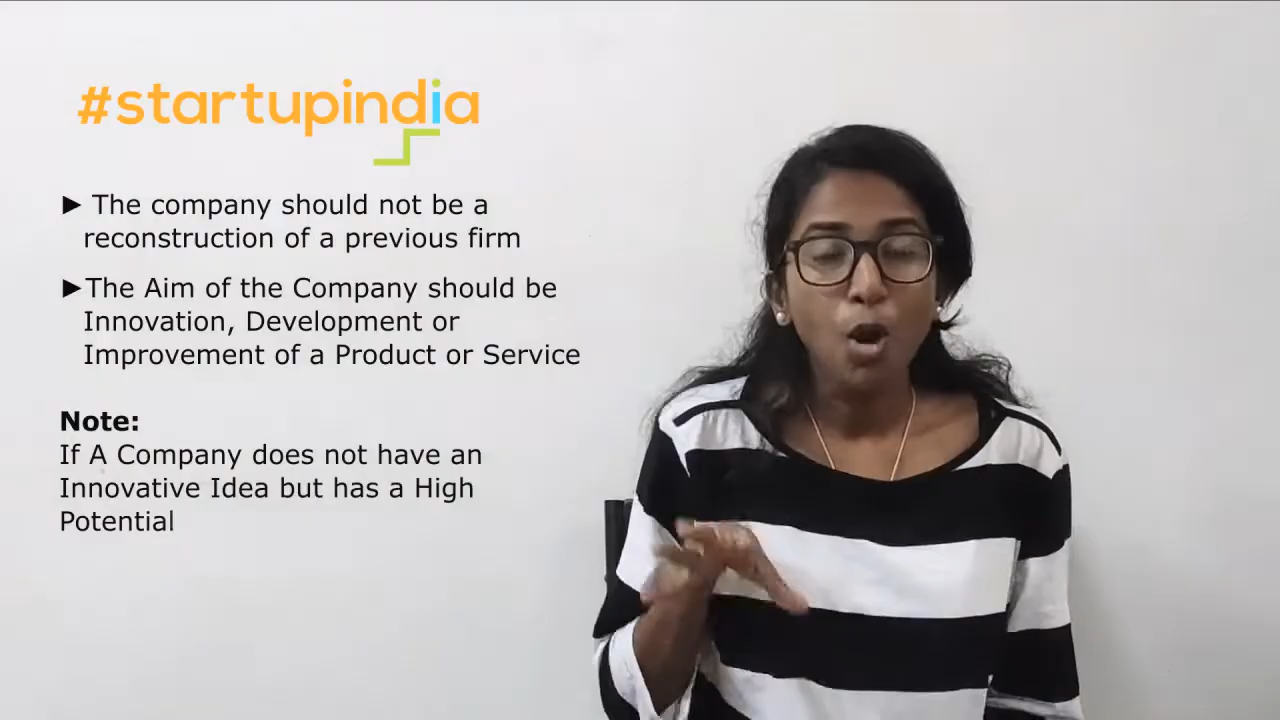 #startupindia
► The company should not be a
reconstruction of a previous firm
►The Aim of the Company should be
Innovation, Development or
Improvement of a Product or Service
Note:
If A Company does not have an
Innovative Idea but has a High
Potential